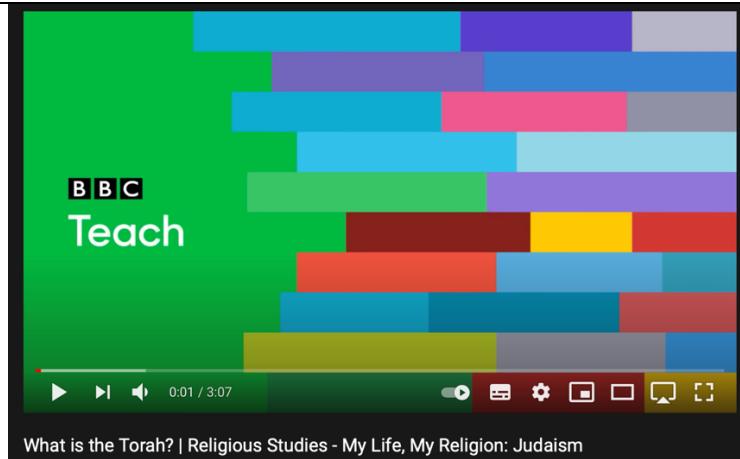 BBC
Teach
0:01 / 3:07
What is the Torah? | Religious Studies - My Life, My Religion: Judaism